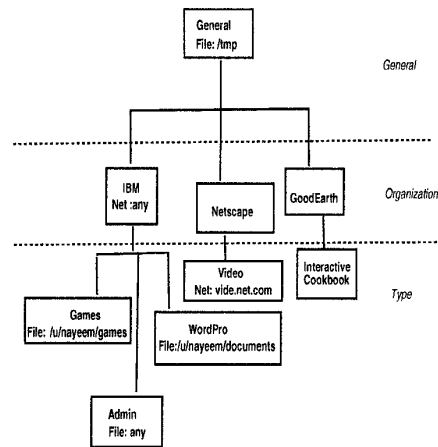 General
File: /tmp
General
IBM
Net :any
Netscape
GoodEarth
Organization
Video
Net: vide.net.com
Interactive
Cookbook
Type
Games
File: /u/nayeem/games
WordPro
File:/u/nayeem/documents
Admin
File: any